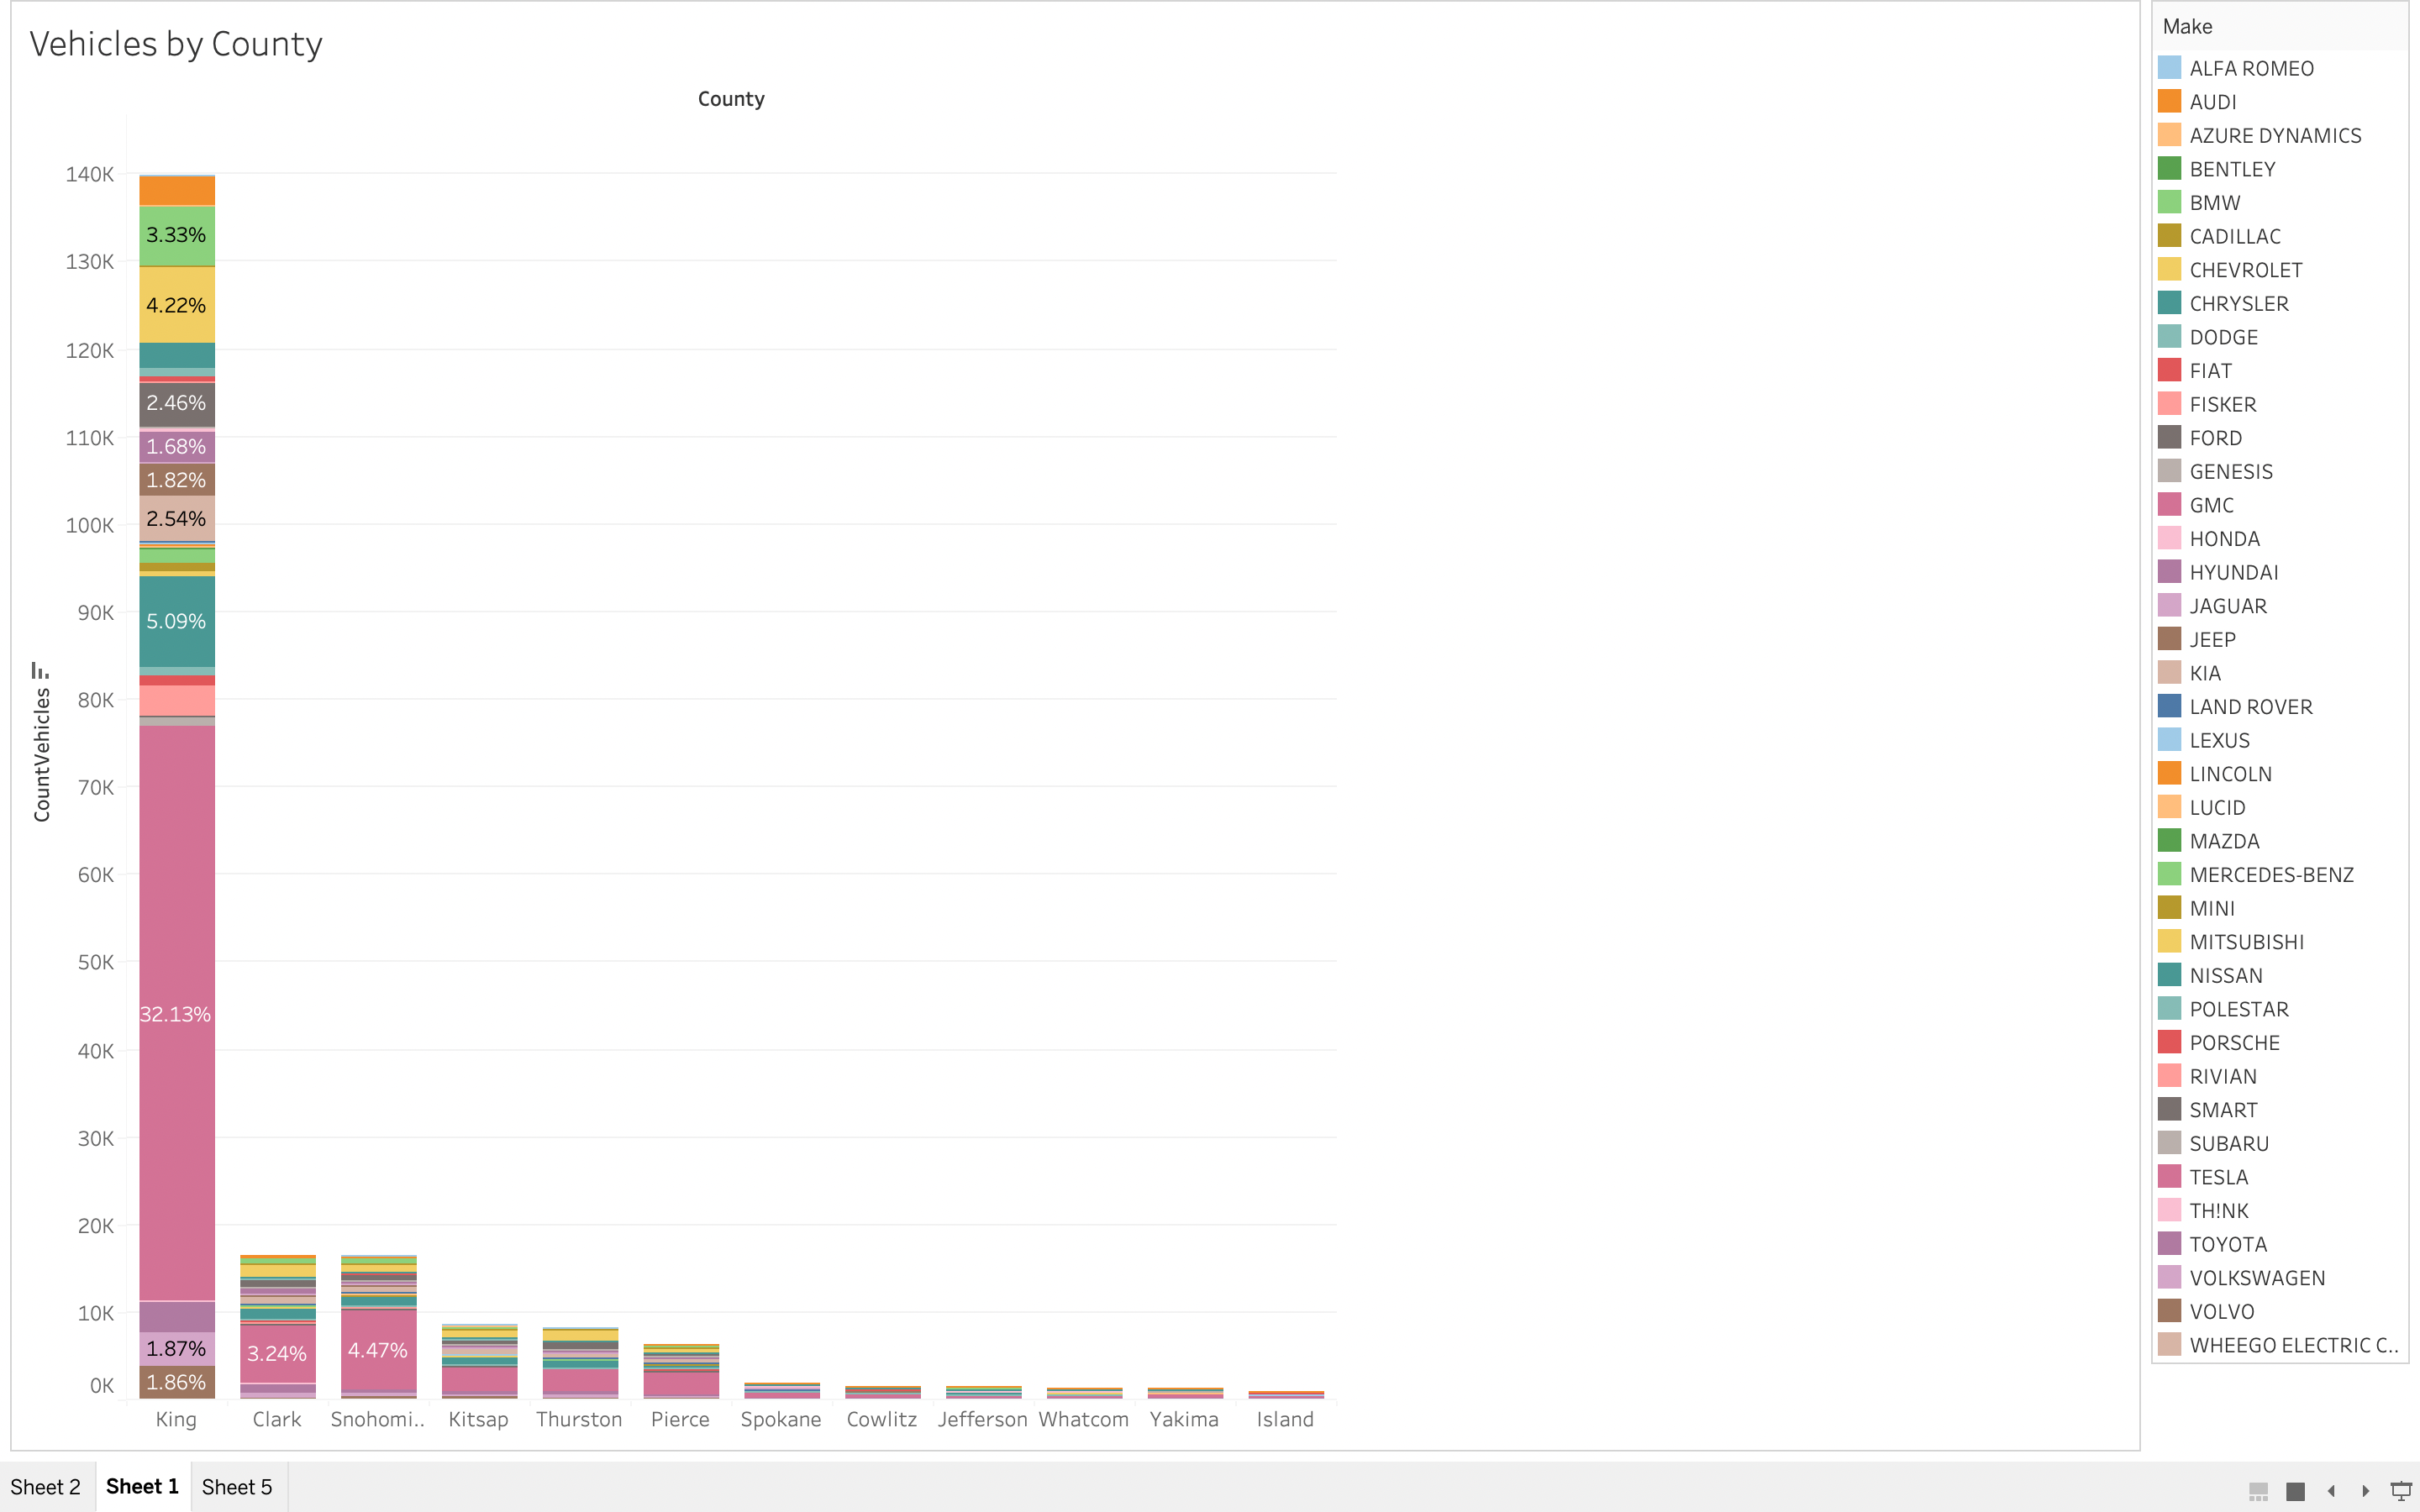 Vehicles by County
County
CountVehicles
140K
130K
120K
110K
100K
90K
80K
70K
60K
50K
40K
30K
20K
10K
0K
3.33%
4.22%
2.46%
1.68%
1.82%
2.54%
5.09%
32.13%
1.87%
1.86%
3.24%
4.47%
King Clark Snohomi.. Kitsap Thurston Pierce Spokane Cowlitz Jefferson Whatcom Yakima Island
Make
ALFA ROMEO
AUDI
AZURE DYNAMICS
BENTLEY
BMW
CADILLAC
CHEVROLET
CHRYSLER
DODGE
FIAT
FISKER
FORD
GENESIS
GMC
HONDA
HYUNDAI
JAGUAR
JEEP
KIA
LAND ROVER
LEXUS
LINCOLN
LUCID
MAZDA
MERCEDES-BENZ
MINI
MITSUBISHI
NISSAN
POLESTAR
PORSCHE
RIVIAN
SMART
SUBARU
TESLA
TH!NK
TOYOTA
VOLKSWAGEN
VOLVO
WHEEGO ELECTRIC C..
Sheet 2 Sheet 1 Sheet 5